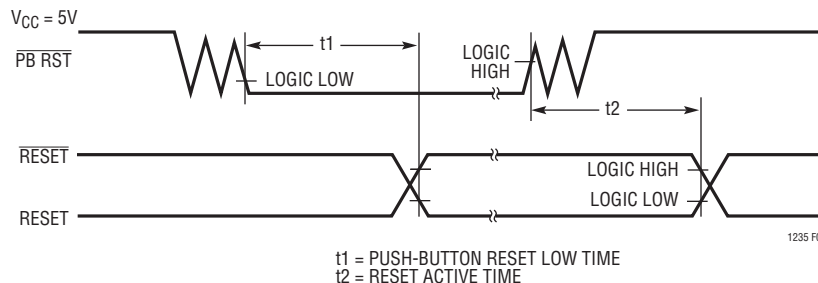 VCC = 5V
PB RST
t1
LOGIC HIGH
LOGIC LOW
t2
RESET
LOGIC HIGH
LOGIC LOW
RESET
1235 F
t1 = PUSH-BUTTON RESET LOW TIME
t2 = RESET ACTIVE TIME